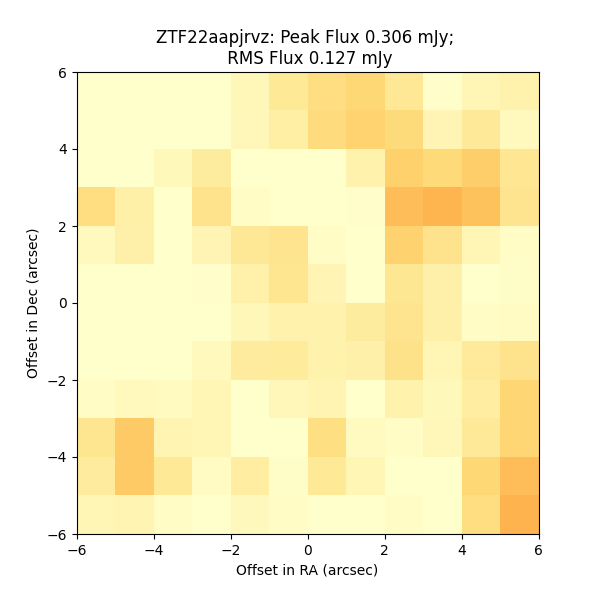 ZTF22aapjrvz: Peak Flux 0.306 mJy;
RMS Flux 0.127 mJy
6
4
2
0
−2
−4
−6
Offset in Dec (arcsec)
−6 −4 −2 0 2 4 6
Offset in RA (arcsec)